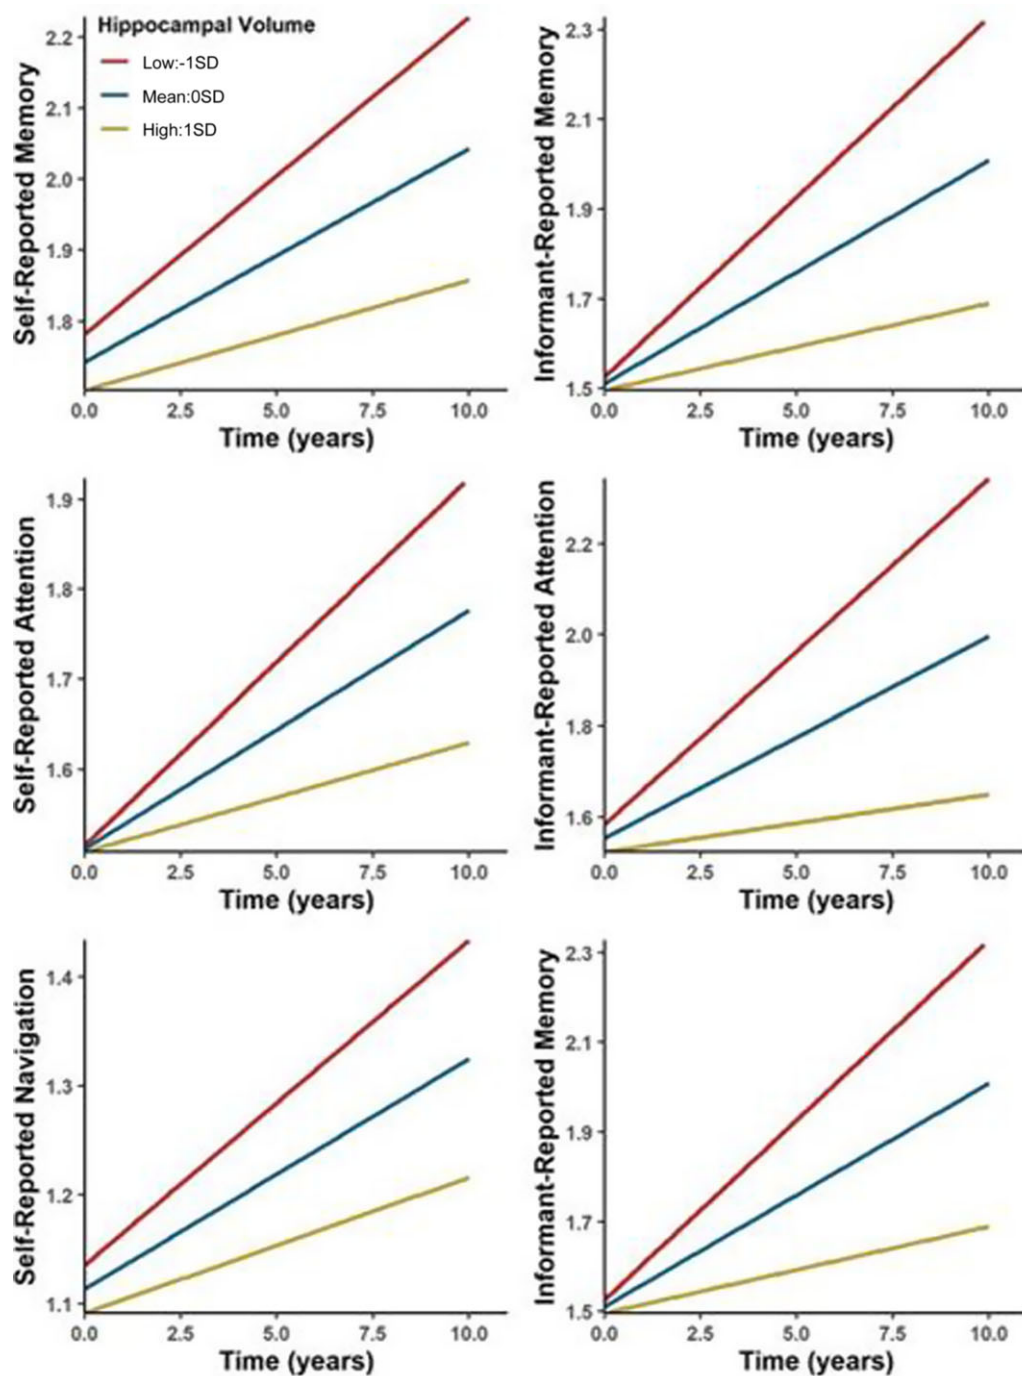 Hippocampal Volume
Low:-1SD
Mean:0SD
High:1SD
Self-Reported Memory
2.2
2.1
2.0
1.9
1.8
0.0 2.5 5.0 7.5 10.0
Time (years)
Informant-Reported Memory
2.3
2.1
1.9
1.7
1.5
0.0 2.5 5.0 7.5 10.0
Time (years)
Self-Reported Attention
1.9
1.8
1.7
1.6
0.0 2.5 5.0 7.5 10.0
Time (years)
Informant-Reported Attention
2.2
2.0
1.8
1.6
0.0 2.5 5.0 7.5 10.0
Time (years)
Self-Reported Navigation
1.4
1.3
1.2
1.1
0.0 2.5 5.0 7.5 10.0
Time (years)
Informant-Reported Memory
2.3
2.1
1.9
1.7
1.5
0.0 2.5 5.0 7.5 10.0
Time (years)